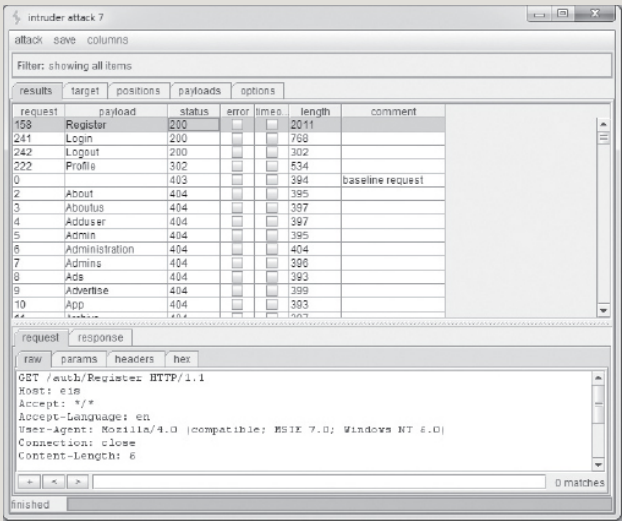 intruder attack 7
attack save columns
Filter: showing all items
results target positions payloads options
request payload status error timeo. length comment
158 Register 200 2011
241 Login 200 768
242 Logout 200 302
222 Profile 302 534
0 403 394 baseline request
2 About 404 395
3 Aboutus 404 397
4 Adduser 404 397
5 Admin 404 395
6 Administration 404 404
7 Admins 404 396
8 Ads 404 393
9 Advertise 404 399
10 App 404 393
request response
raw params headers hex
GET /auth/Register HTTP/1.1
Host: eis
Accept: */*
Accept-Language: en
User-Agent: Mozilla/4.0 (compatible; MSIE 7.0; Windows NT 6.0)
Connection: close
Content-Length: 6
+ < > 0 matches
finished